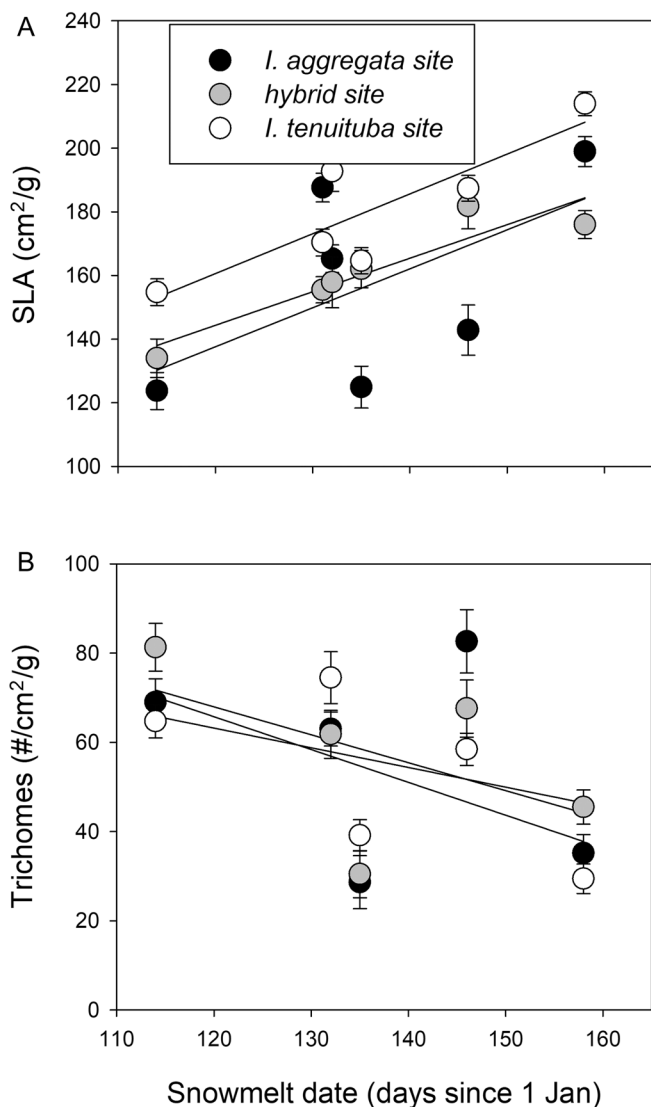 A
240
220
200
180
160
140
120
100
SLA (cm²/g)
I. aggregata site
hybrid site
I. tenuituba site
B
100
80
60
40
20
0
Trichomes (#/cm²/g)
110 120 130 140 150 160
Snowmelt date (days since 1 Jan)